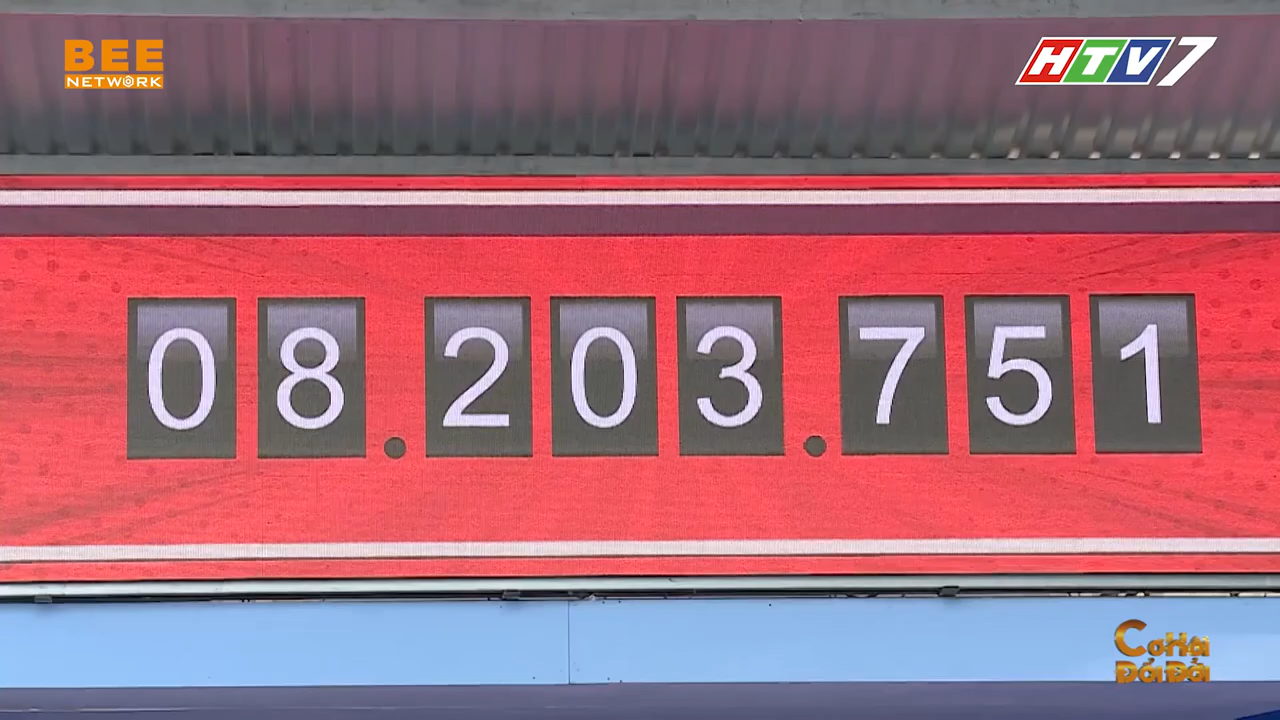 BEE
NETWORK
HTV7
08.203.751
Cơ Hội
Đổi Đời